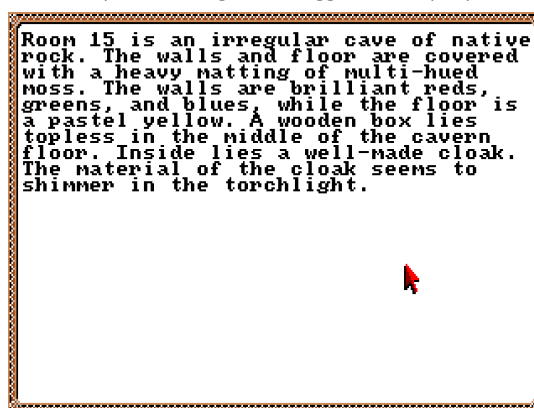 Room 15 is an irregular cave of native
rock. The walls and floor are covered
with a heavy matting of multi-hued
moss. The walls are brilliant reds,
greens, and blues, while the floor is
a pastel yellow. A wooden box lies
topless in the middle of the cavern
floor. Inside lies a well-made cloak.
The material of the cloak seems to
shimmer in the torchlight.